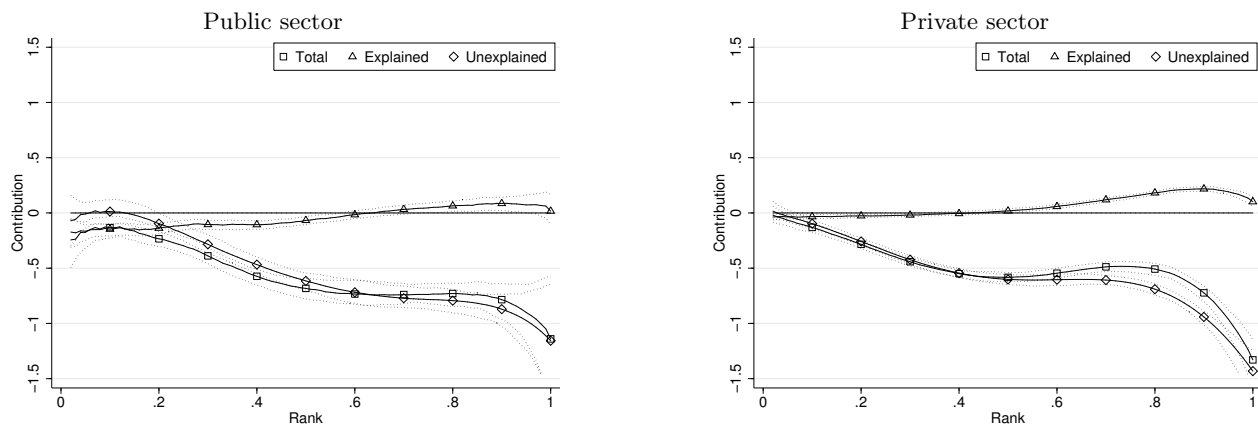 Public sector
Total Explained Unexplained
Contribution
1.5
1
.5
0
−.5
−1
−1.5
0 .2 .4 .6 .8 1
Rank
Private sector
Total Explained Unexplained
Contribution
1.5
1
.5
0
−.5
−1
−1.5
0 .2 .4 .6 .8 1
Rank